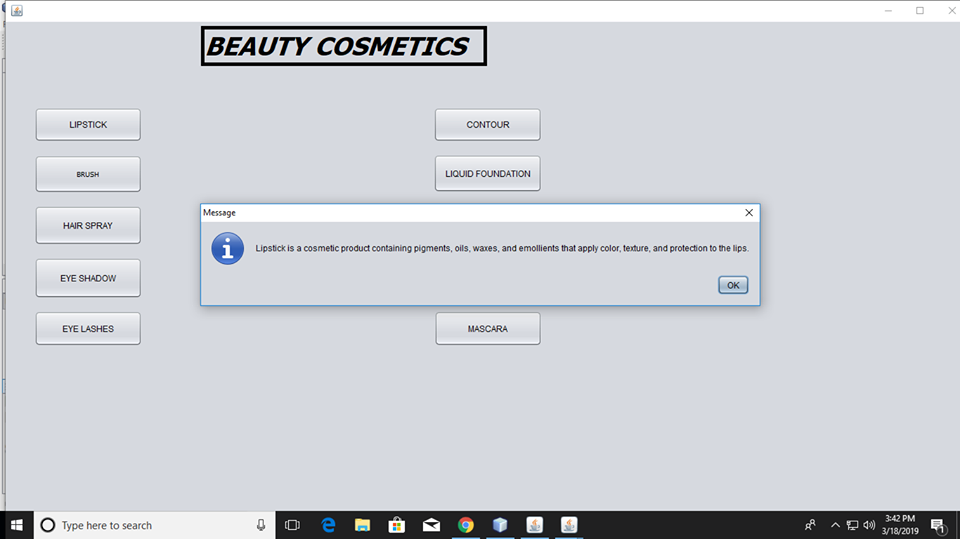 BEAUTY COSMETICS
LIPSTICK
CONTOUR
BRUSH
LIQUID FOUNDATION
Message
HAIR SPRAY
Lipstick is a cosmetic product containing pigments, oils, waxes, and emollients that apply color, texture, and protection to the lips.
EYE SHADOW
OK
EYE LASHES
MASCARA
Type here to search
3:42 PM
3/18/2019
1